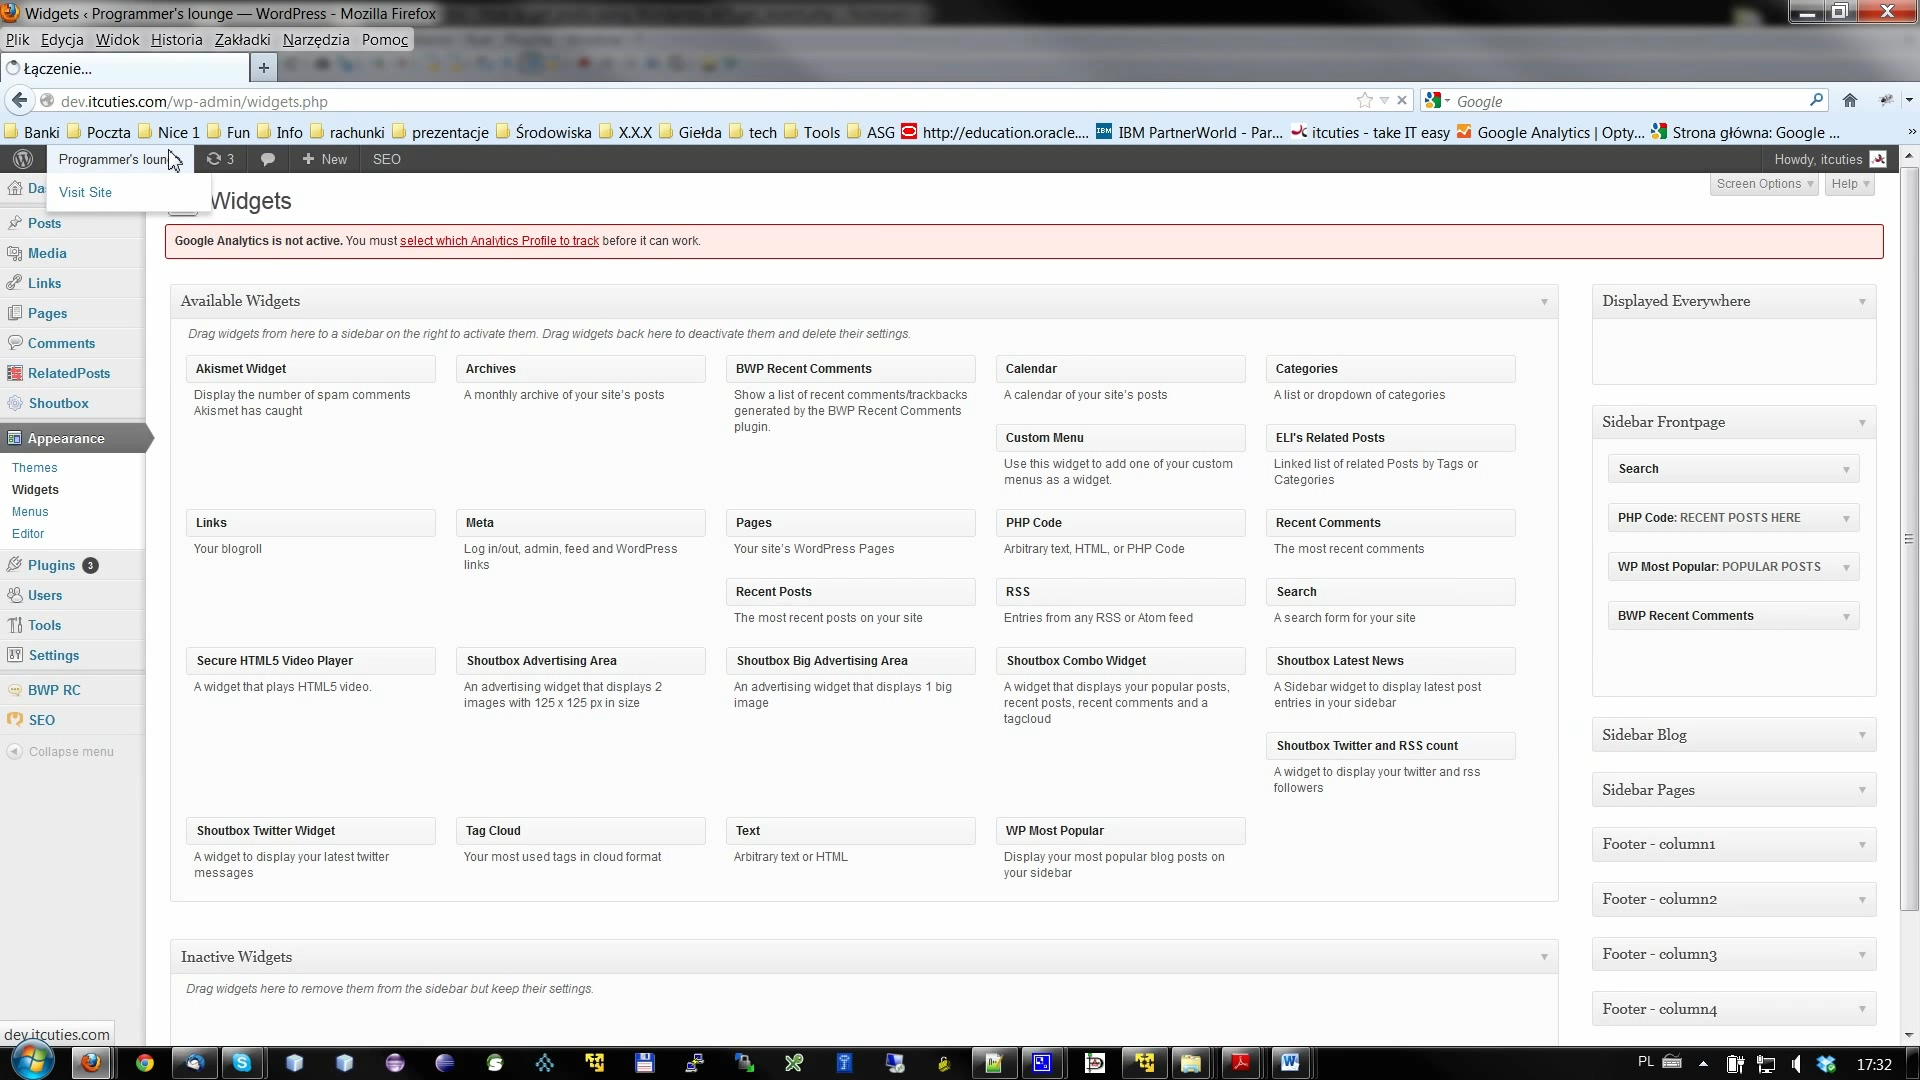 Widgets ‹ Programmer's lounge — WordPress - Mozilla Firefox
Plik Edycja Widok Historia Zakładki Narzędzia Pomoc
Łączenie...
dev.itcuties.com/wp-admin/widgets.php
Google
Banki Poczta Nice 1 Fun Info rachunki prezentacje Środowiska X.X.X Giełda tech Tools ASG http://education.oracle.... IBM PartnerWorld - Par... itcuties - take IT easy Google Analytics | Opty... Strona główna: Google ...
Programmer's loun 3 New SEO Howdy, itcuties
Visit Site
Widgets
Screen Options Help
Google Analytics is not active. You must select which Analytics Profile to track before it can work.
Das
Posts
Media
Links
Pages
Comments
RelatedPosts
Shoutbox
Appearance
Themes
Widgets
Menus
Editor
Plugins 3
Users
Tools
Settings
BWP RC
SEO
Collapse menu
Available Widgets
Drag widgets from here to a sidebar on the right to activate them. Drag widgets back here to deactivate them and delete their settings.
Akismet Widget
Display the number of spam comments
Akismet has caught
Archives
A monthly archive of your site's posts
BWP Recent Comments
Show a list of recent comments/trackbacks
generated by the BWP Recent Comments
plugin.
Calendar
A calendar of your site's posts
Categories
A list or dropdown of categories
Custom Menu
Use this widget to add one of your custom
menus as a widget.
ELI's Related Posts
Linked list of related Posts by Tags or
Categories
Links
Your blogroll
Meta
Log in/out, admin, feed and WordPress
links
Pages
Your site's WordPress Pages
PHP Code
Arbitrary text, HTML, or PHP Code
Recent Comments
The most recent comments
Recent Posts
The most recent posts on your site
RSS
Entries from any RSS or Atom feed
Search
A search form for your site
Secure HTML5 Video Player
A widget that plays HTML5 video.
Shoutbox Advertising Area
An advertising widget that displays 2
images with 125 x 125 px in size
Shoutbox Big Advertising Area
An advertising widget that displays 1 big
image
Shoutbox Combo Widget
A widget that displays your popular posts,
recent posts, recent comments and a
tagcloud
Shoutbox Latest News
A Sidebar widget to display latest post
entries in your sidebar
Shoutbox Twitter and RSS count
A widget to display your twitter and rss
followers
Shoutbox Twitter Widget
A widget to display your latest twitter
messages
Tag Cloud
Your most used tags in cloud format
Text
Arbitrary text or HTML
WP Most Popular
Display your most popular blog posts on
your sidebar
Inactive Widgets
Drag widgets here to remove them from the sidebar but keep their settings.
Displayed Everywhere
Sidebar Frontpage
Search
PHP Code: RECENT POSTS HERE
WP Most Popular: POPULAR POSTS
BWP Recent Comments
Sidebar Blog
Sidebar Pages
Footer - column1
Footer - column2
Footer - column3
Footer - column4
dev.itcuties.com
PL 17:32